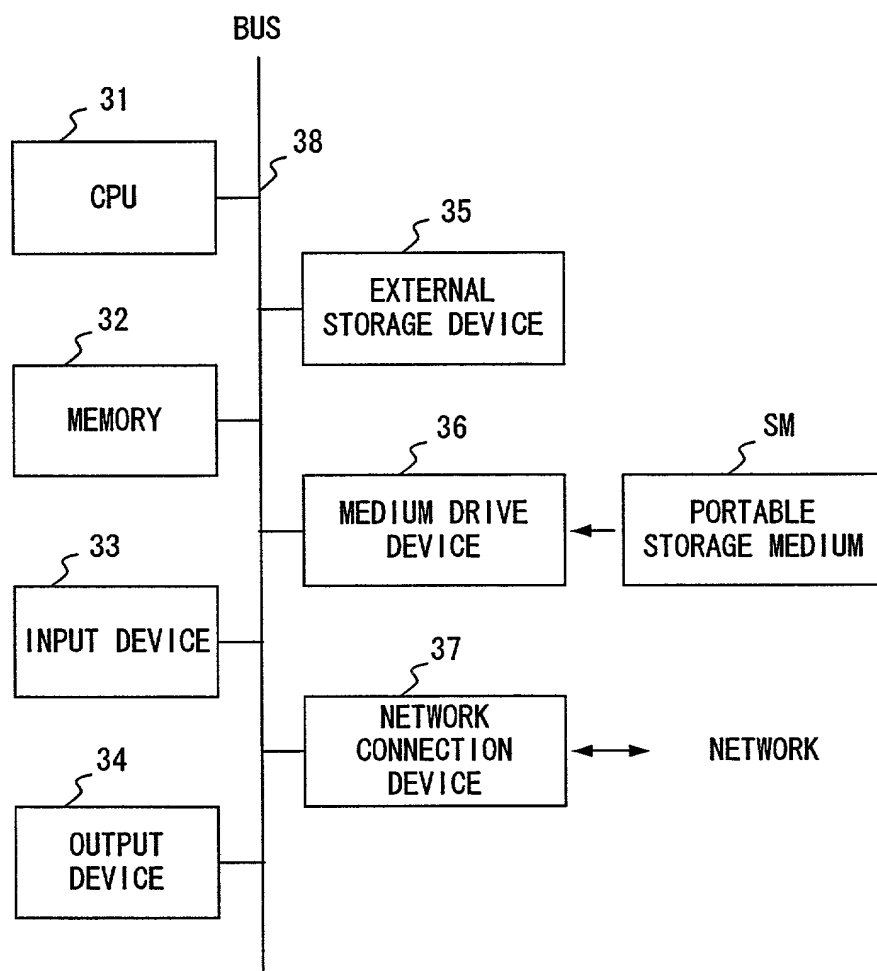 BUS
31
38
CPU
35
EXTERNAL
STORAGE DEVICE
32
MEMORY
36
SM
MEDIUM DRIVE
DEVICE
PORTABLE
STORAGE MEDIUM
33
INPUT DEVICE
37
NETWORK
CONNECTION
DEVICE
NETWORK
34
OUTPUT
DEVICE